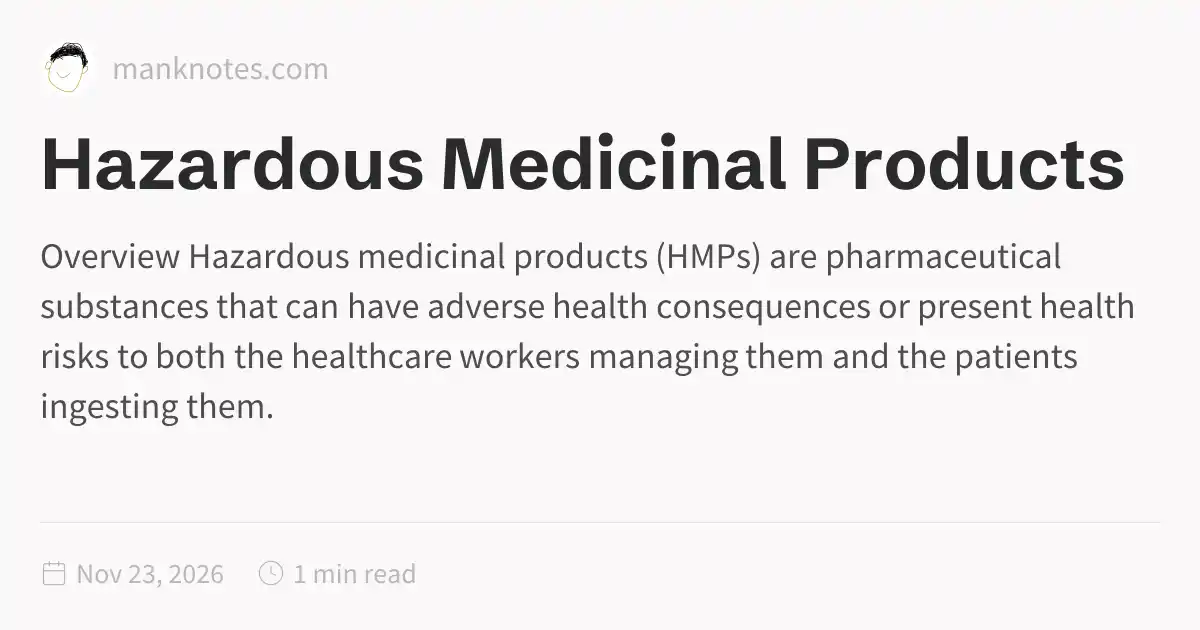 manknotes.com
Hazardous Medicinal Products
Overview Hazardous medicinal products (HMPs) are pharmaceutical
substances that can have adverse health consequences or present health
risks to both the healthcare workers managing them and the patients
ingesting them.
Nov 23, 2026 1 min read